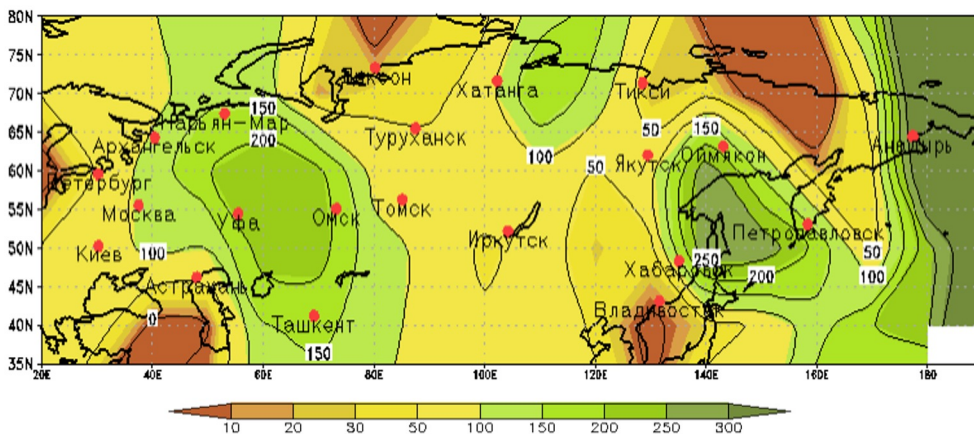 80N
75N
70N
65N
60N
55N
50N
45N
40N
35N
20E 40E 60E 80E 100E 120E 140E 160E 180
Диксон
Хатанга
Тикси
150
Нарьян-Мар
200
Архангельск
Туруханск
50
150
Анадырь
100
Якутск
Оймякон
50
Петербург
Москва
Уфа
Омск
Томск
Киев
100
Иркутск
Петропавловск
50
250
Хабаровск
200
100
Астрахань
0
Ташкент
Владивосток
150
10 20 30 50 100 150 200 250 300